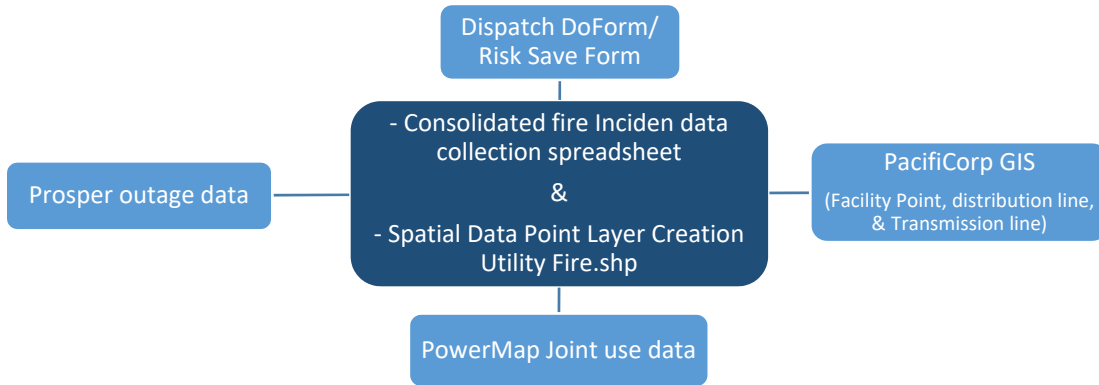 Dispatch DoForm/
Risk Save Form
- Consolidated fire Inciden data
collection spreadsheet
&
- Spatial Data Point Layer Creation
Utility Fire.shp
Prosper outage data
PacifiCorp GIS
(Facility Point, distribution line,
& Transmission line)
PowerMap Joint use data